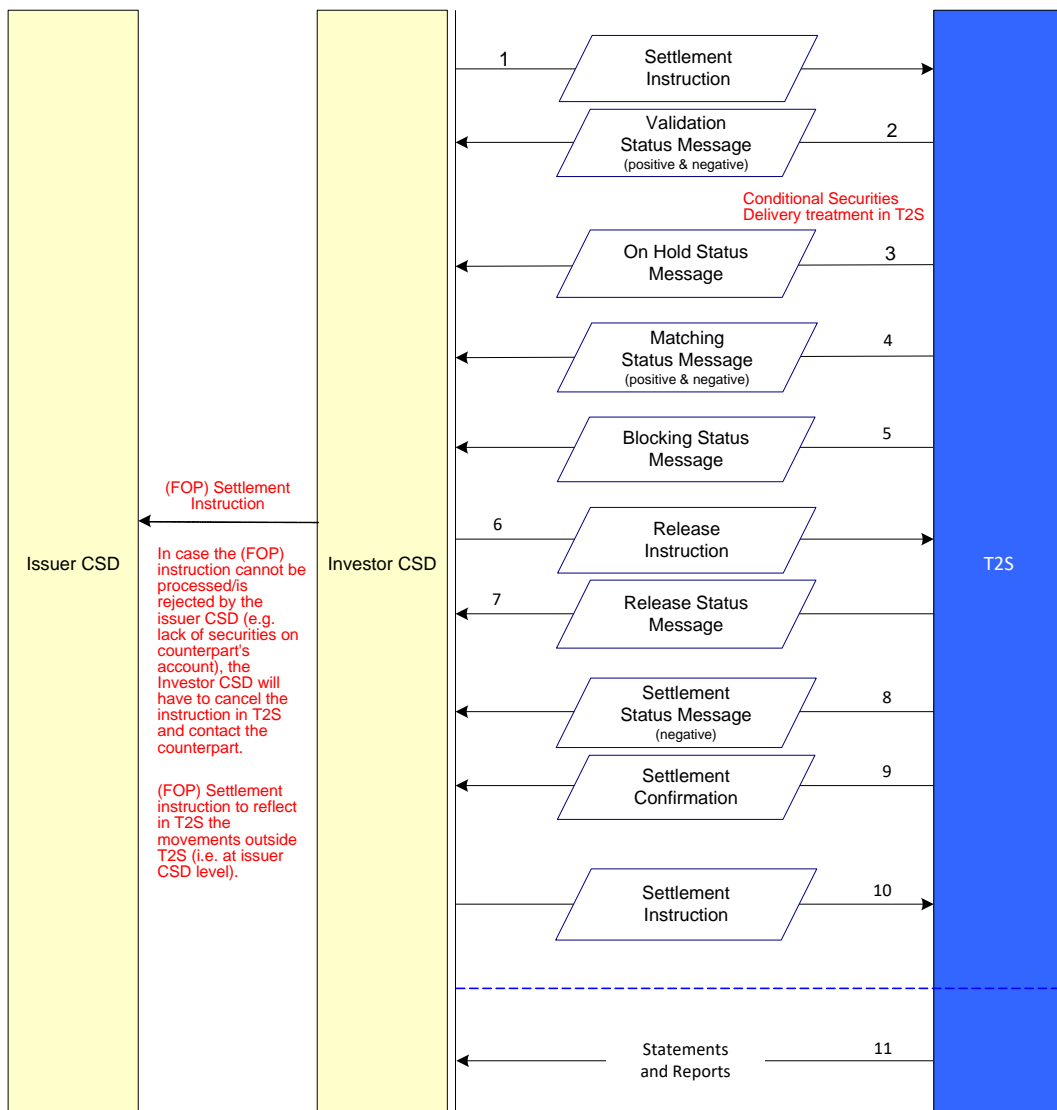 1
Settlement
Instruction
Validation
Status Message
(positive & negative)
2
Conditional Securities
Delivery treatment in T2S
On Hold Status
Message
3
Matching
Status Message
(positive & negative)
4
Blocking Status
Message
5
(FOP) Settlement
Instruction
6
Release
Instruction
Issuer CSD
Investor CSD
T2S
In case the (FOP)
instruction cannot be
processed/is
rejected by the
issuer CSD (e.g.
lack of securities on
counterpart's
account), the
Investor CSD will
have to cancel the
instruction in T2S
and contact the
counterpart.
7
Release Status
Message
Settlement
Status Message
(negative)
8
Settlement
Confirmation
9
(FOP) Settlement
instruction to reflect
in T2S the
movements outside
T2S (i.e. at issuer
CSD level).
Settlement
Instruction
10
Statements
and Reports
11